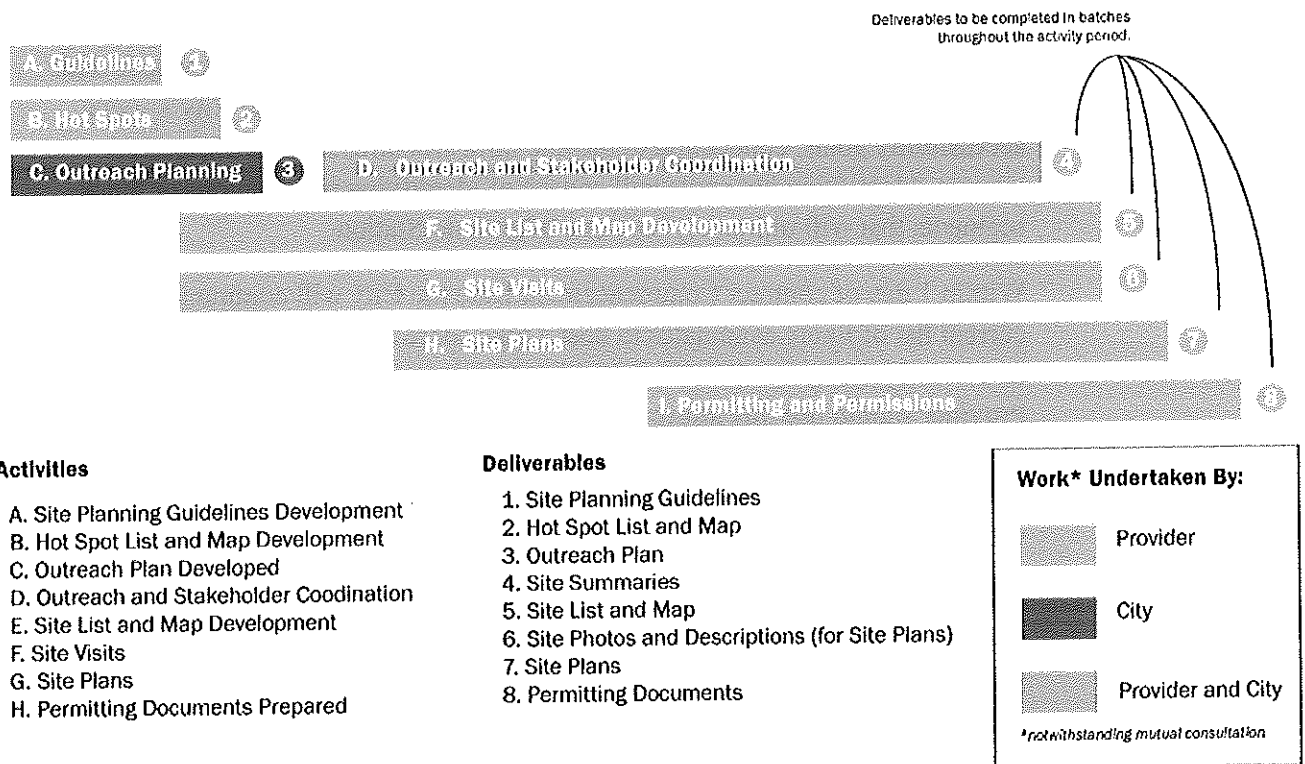 Deliverables to be completed in batches
throughout the activity period.
A. Guidelines 1
B. Hot Spots 2
C. Outreach Planning 3 D. Outreach and Stakeholder Coordination 4
F. Site List and Map Development 5
G. Site Visits 6
H. Site Plans 7
I. Permitting and Permissions 8
Activities
A. Site Planning Guidelines Development
B. Hot Spot List and Map Development
C. Outreach Plan Developed
D. Outreach and Stakeholder Coodination
E. Site List and Map Development
F. Site Visits
G. Site Plans
H. Permitting Documents Prepared
Deliverables
1. Site Planning Guidelines
2. Hot Spot List and Map
3. Outreach Plan
4. Site Summaries
5. Site List and Map
6. Site Photos and Descriptions (for Site Plans)
7. Site Plans
8. Permitting Documents
Work* Undertaken By:
Provider
City
Provider and City
*notwithstanding mutual consultation